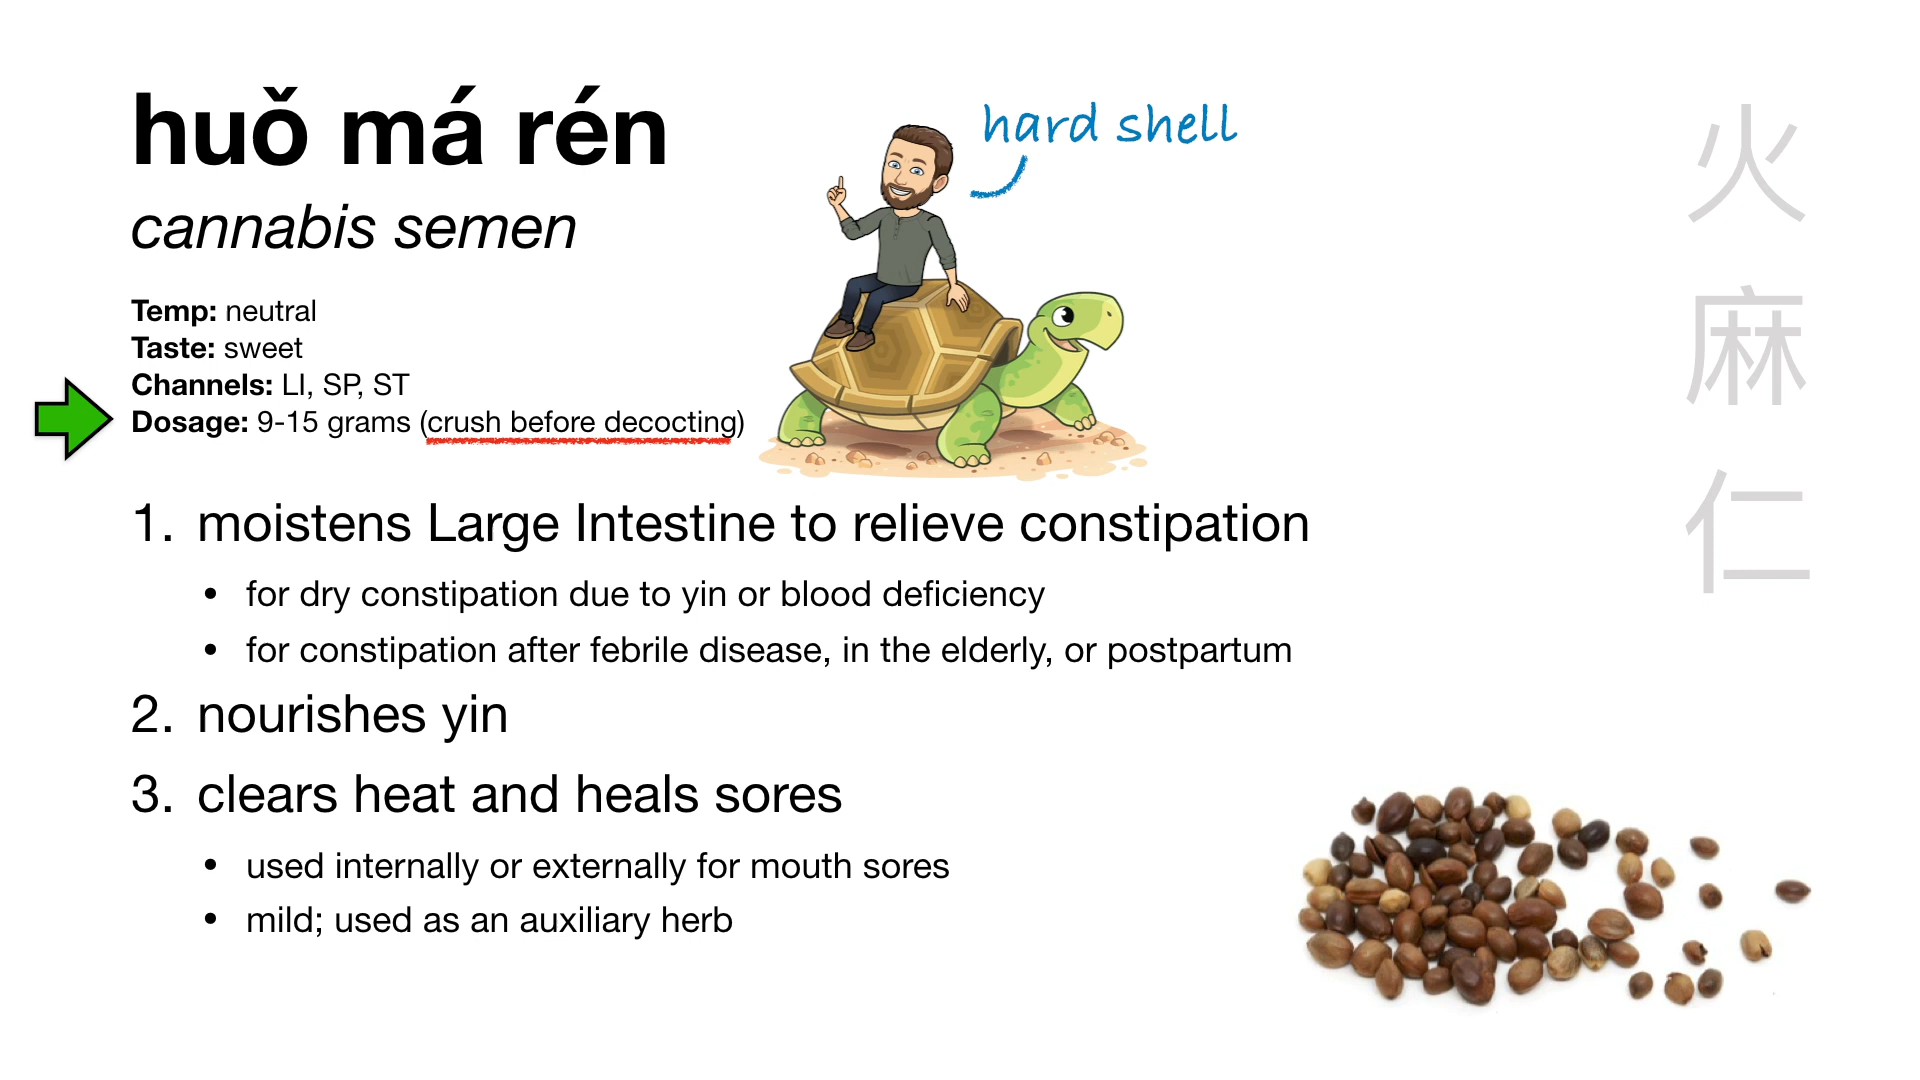 huǒ má rén
cannabis semen
hard shell
Temp: neutral
Taste: sweet
Channels: LI, SP, ST
Dosage: 9-15 grams (crush before decocting)
1. moistens Large Intestine to relieve constipation
• for dry constipation due to yin or blood deficiency
• for constipation after febrile disease, in the elderly, or postpartum
2. nourishes yin
3. clears heat and heals sores
• used internally or externally for mouth sores
• mild; used as an auxiliary herb
火麻仁